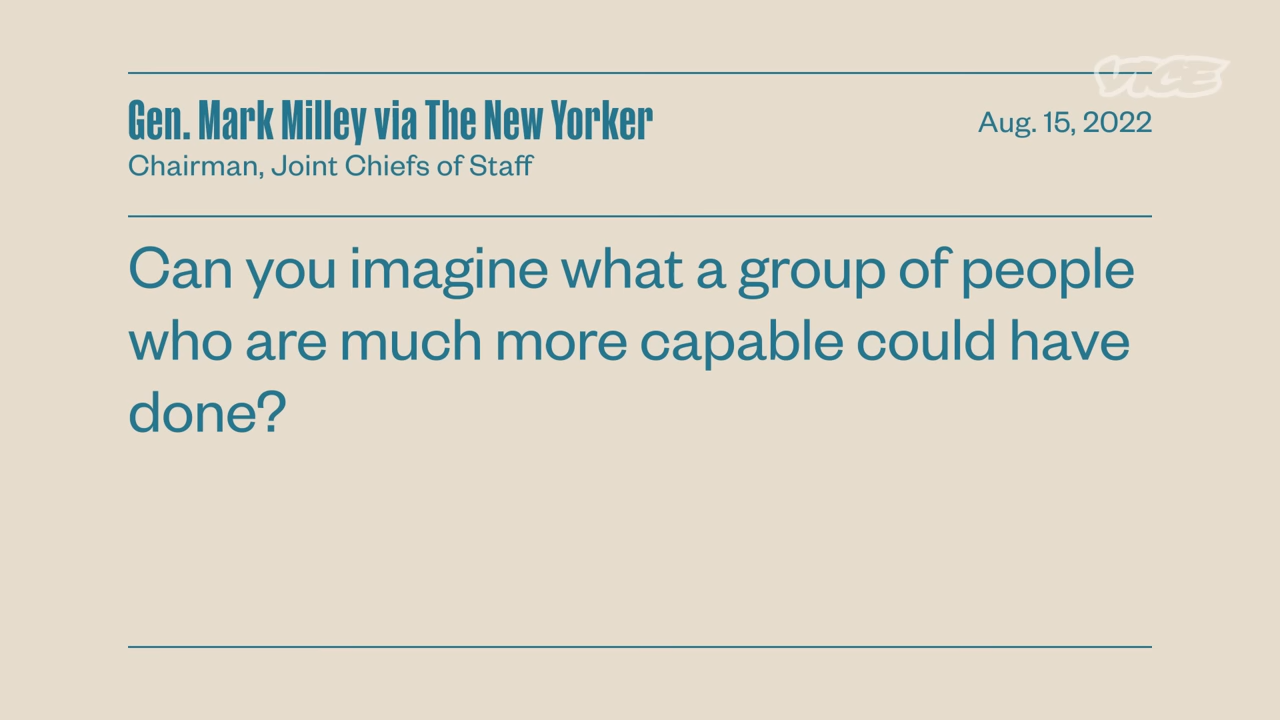 VICE
Gen. Mark Milley via The New Yorker
Aug. 15, 2022
Chairman, Joint Chiefs of Staff
Can you imagine what a group of people
who are much more capable could have
done?